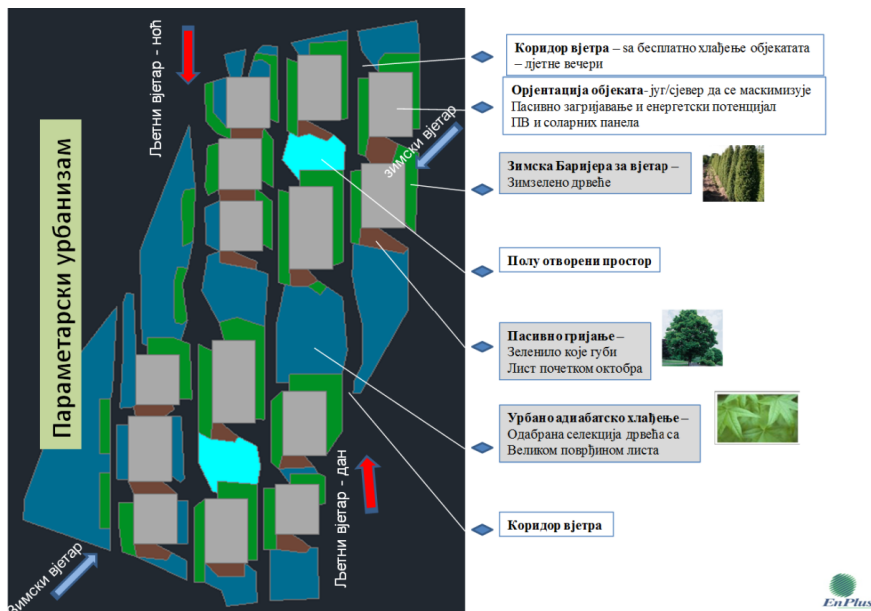 Параметарски урбанизам
Љетни вјетар - ноћ
зимски вјетар
Љетни вјетар - дан
Зимски вјетар
Коридор вјетра – sa бесплатно хлађење објекатата
– љетне вечери
Орјентација објеката- југ/сјевер да се маскимизује
Пасивно загријавање и енергетски потенцијал
ПВ и соларних панела
Зимска Баријера за вјетар –
Зимзелено дрвеће
Полу отворени простор
Пасивно гријање –
Зеленило које губи
Лист почетком октобра
Урбано адиабатско хлађење –
Одабрана селекција дрвећа са
Великом поврђином листа
Коридор вјетра
EnPlus